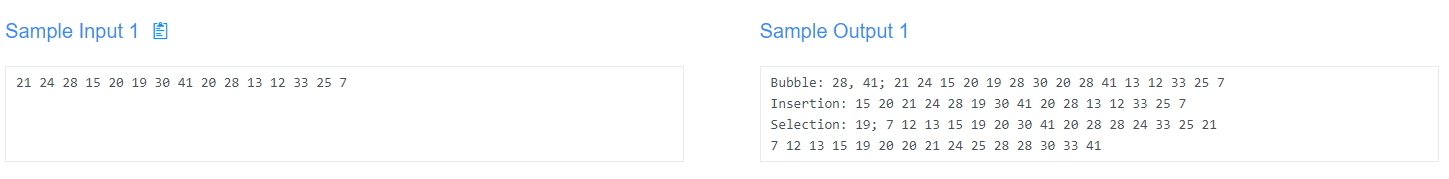 Sample Input 1
21 24 28 15 20 19 30 41 20 28 13 12 33 25 7
Sample Output 1
Bubble: 28, 41; 21 24 15 20 19 28 30 20 28 41 13 12 33 25 7
Insertion: 15 20 21 24 28 19 30 41 20 28 13 12 33 25 7
Selection: 19; 7 12 13 15 19 20 30 41 20 28 28 24 33 25 21
7 12 13 15 19 20 20 21 24 25 28 28 30 33 41